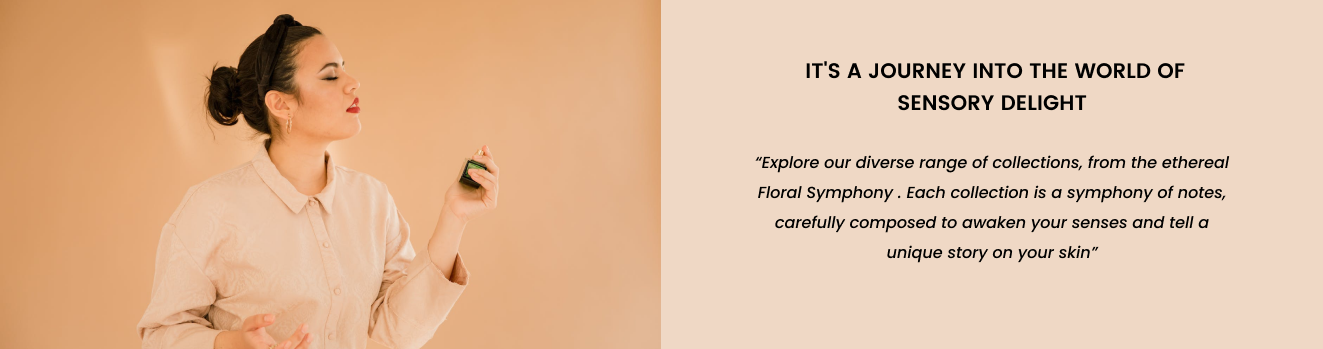 IT'S A JOURNEY INTO THE WORLD OF
SENSORY DELIGHT
“Explore our diverse range of collections, from the ethereal
Floral Symphony . Each collection is a symphony of notes,
carefully composed to awaken your senses and tell a
unique story on your skin”